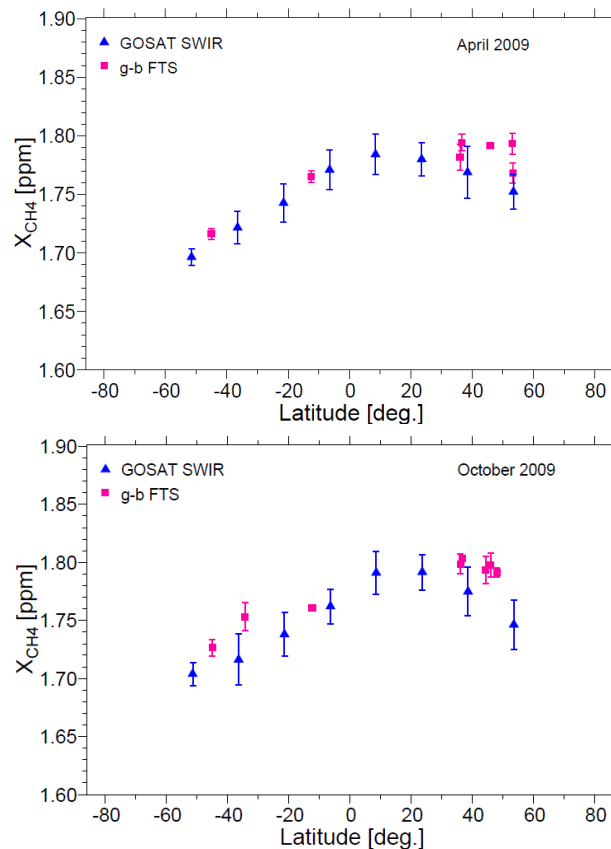 1.90
GOSAT SWIR
April 2009
g-b FTS
1.85
1.80
1.75
1.70
1.65
1.60
XCH4 [ppm]
-80 -60 -40 -20 0 20 40 60 80
Latitude [deg.]
1.90
GOSAT SWIR
October 2009
g-b FTS
1.85
1.80
1.75
1.70
1.65
1.60
XCH4 [ppm]
-80 -60 -40 -20 0 20 40 60 80
Latitude [deg.]